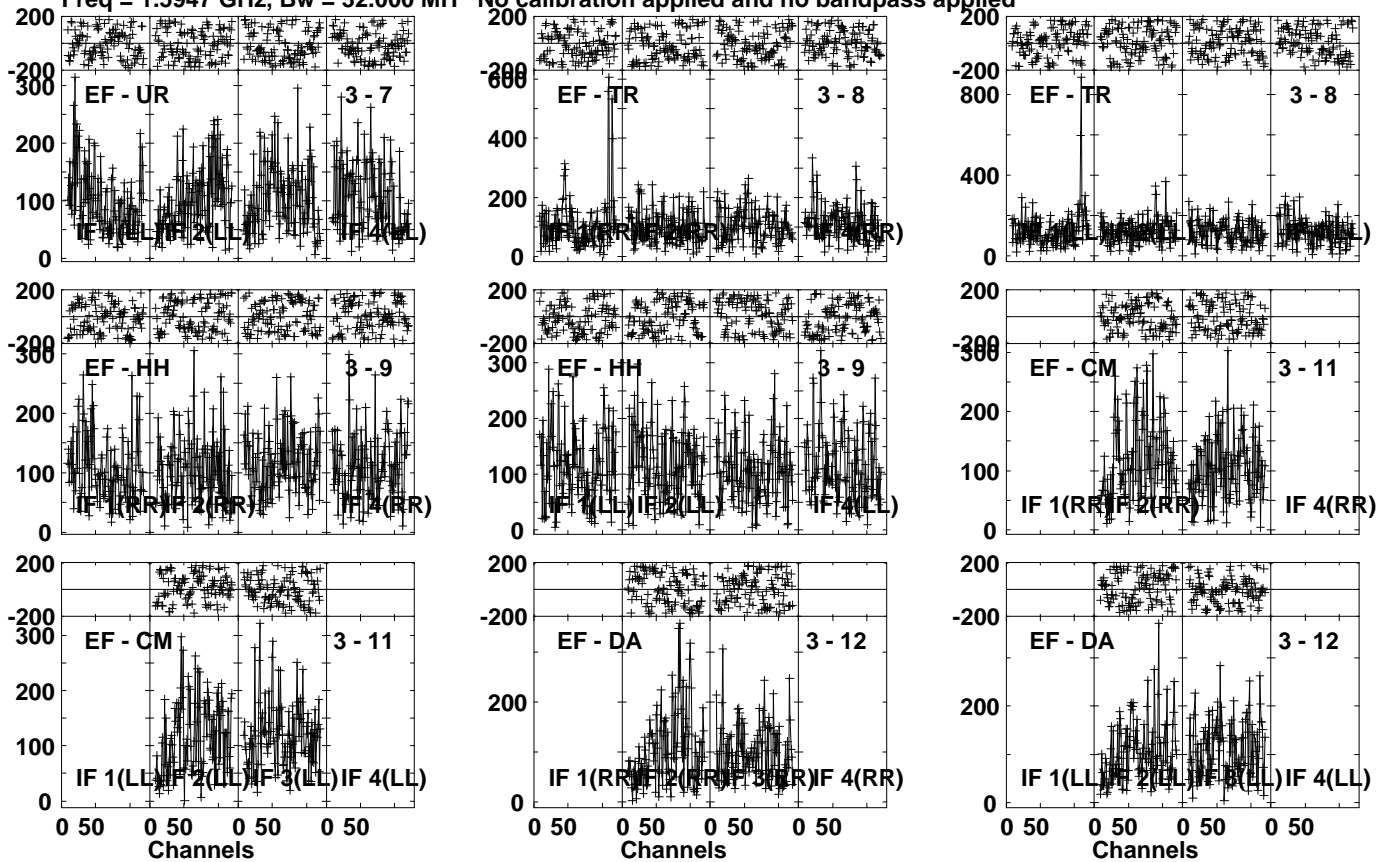 Freq = 1.5947 GHz, Bw = 32.000 MH No calibration applied and no bandpass applied
200
-200
300
200
100
0
EF - UR
3 - 7
IF 1(LL)
IF 2(LL)
IF 4(LL)
200
-200
600
400
200
0
EF - TR
3 - 8
IF 1(RR)
IF 2(RR)
IF 4(RR)
200
-200
800
400
0
EF - TR
3 - 8
IF 1(LL)
IF 2(LL)
IF 4(LL)
200
-200
300
200
100
0
EF - HH
3 - 9
IF 1(RR)
IF 2(RR)
IF 4(RR)
200
-200
300
200
100
0
EF - HH
3 - 9
IF 1(LL)
IF 2(LL)
IF 4(LL)
200
-200
300
200
100
0
EF - CM
3 - 11
IF 1(RR)
IF 2(RR)
IF 4(RR)
200
-200
300
200
100
0
EF - CM
3 - 11
IF 1(LL)
IF 2(LL)
IF 3(LL)
IF 4(LL)
0 50 0 50 0 50 0 50
Channels
200
-200
200
0
EF - DA
3 - 12
IF 1(RR)
IF 2(RR)
IF 3(RR)
IF 4(RR)
0 50 0 50 0 50 0 50
Channels
200
-200
200
0
EF - DA
3 - 12
IF 1(LL)
IF 2(LL)
IF 3(LL)
IF 4(LL)
0 50 0 50 0 50 0 50
Channels